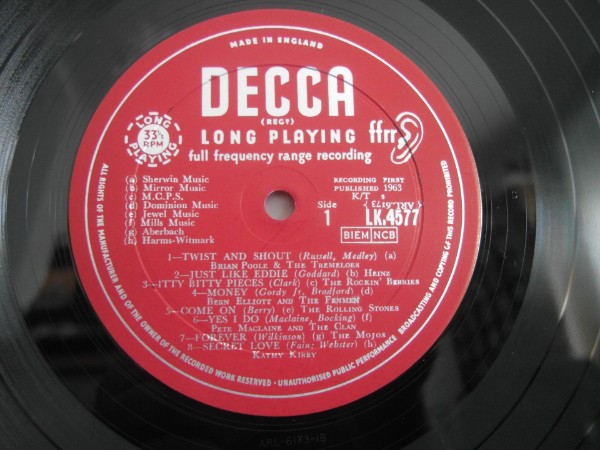 MADE IN ENGLAND
DECCA
(REGD)
LONG PLAYING ffrr
full frequency range recording
LONG 33⅓ RPM PLAYING
(a) Sherwin Music
(b) Mirror Music
(c) M.C.P.S.
(d) Dominion Music
(e) Jewel Music
(f) Mills Music
(g) Aberbach
(h) Harms-Witmark
RECORDING FIRST
PUBLISHED 1963
K/T
ARL.6173
Side
1
LK.4577
BIEM NCB
1—TWIST AND SHOUT (Russell, Medley) (a)
BRIAN POOLE & THE TREMELOES
2—JUST LIKE EDDIE (Goddard) (b) HEINZ
3—ITTY BITTY PIECES (Clark) (c) THE ROCKIN' BERRIES
4—MONEY (Gordy Jr, Bradford) (d)
BERN ELLIOTT AND THE FENMEN
5—COME ON (Berry) (e) THE ROLLING STONES
6—YES I DO (Maclaine, Bocking) (f)
PETE MACLAINE AND THE CLAN
7—FOREVER (Wilkinson) (g) THE MOJOS
8—SECRET LOVE (Fain; Webster) (h)
KATHY KIRBY
ALL RIGHTS OF THE MANUFACTURER AND OF THE OWNER OF THE RECORDED WORK RESERVED · UNAUTHORISED PUBLIC PERFORMANCE BROADCASTING AND COPYING OF THIS RECORD PROHIBITED
ARL-6173-1B